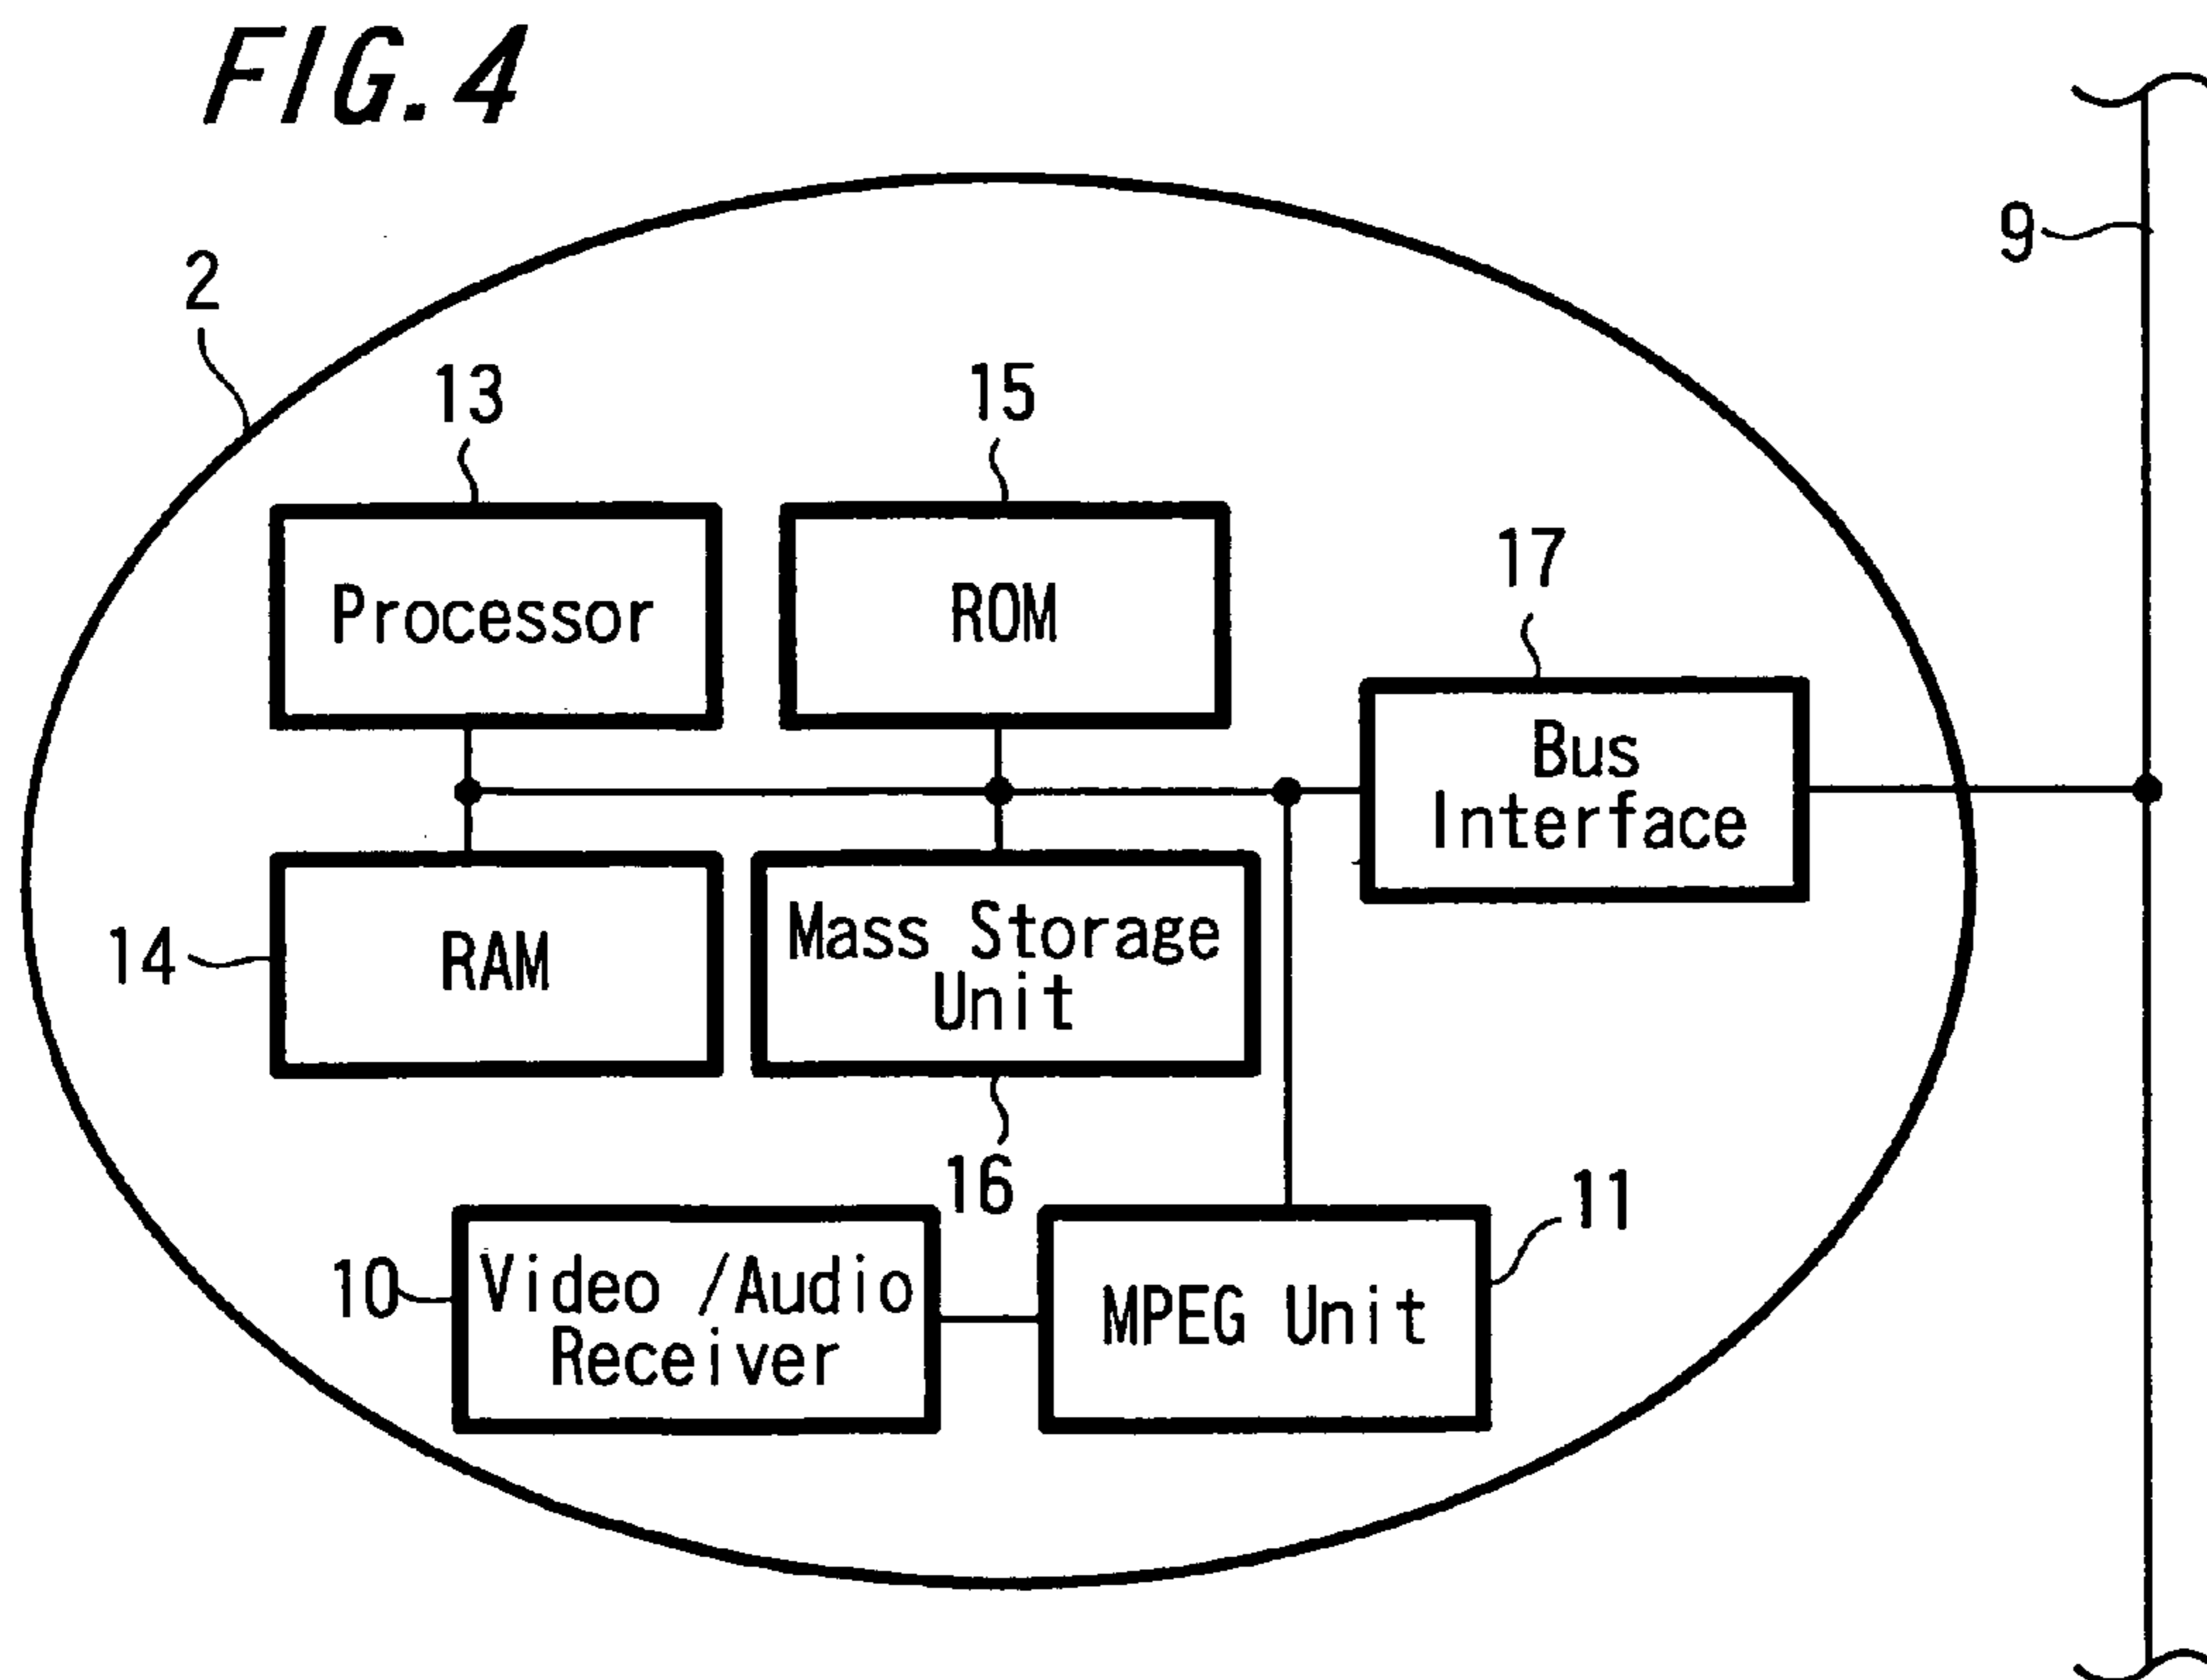 FIG.4
9
2
13
15
17
Processor
ROM
Bus
Interface
14
RAM
Mass Storage
Unit
16
11
10
Video /Audio
Receiver
MPEG Unit